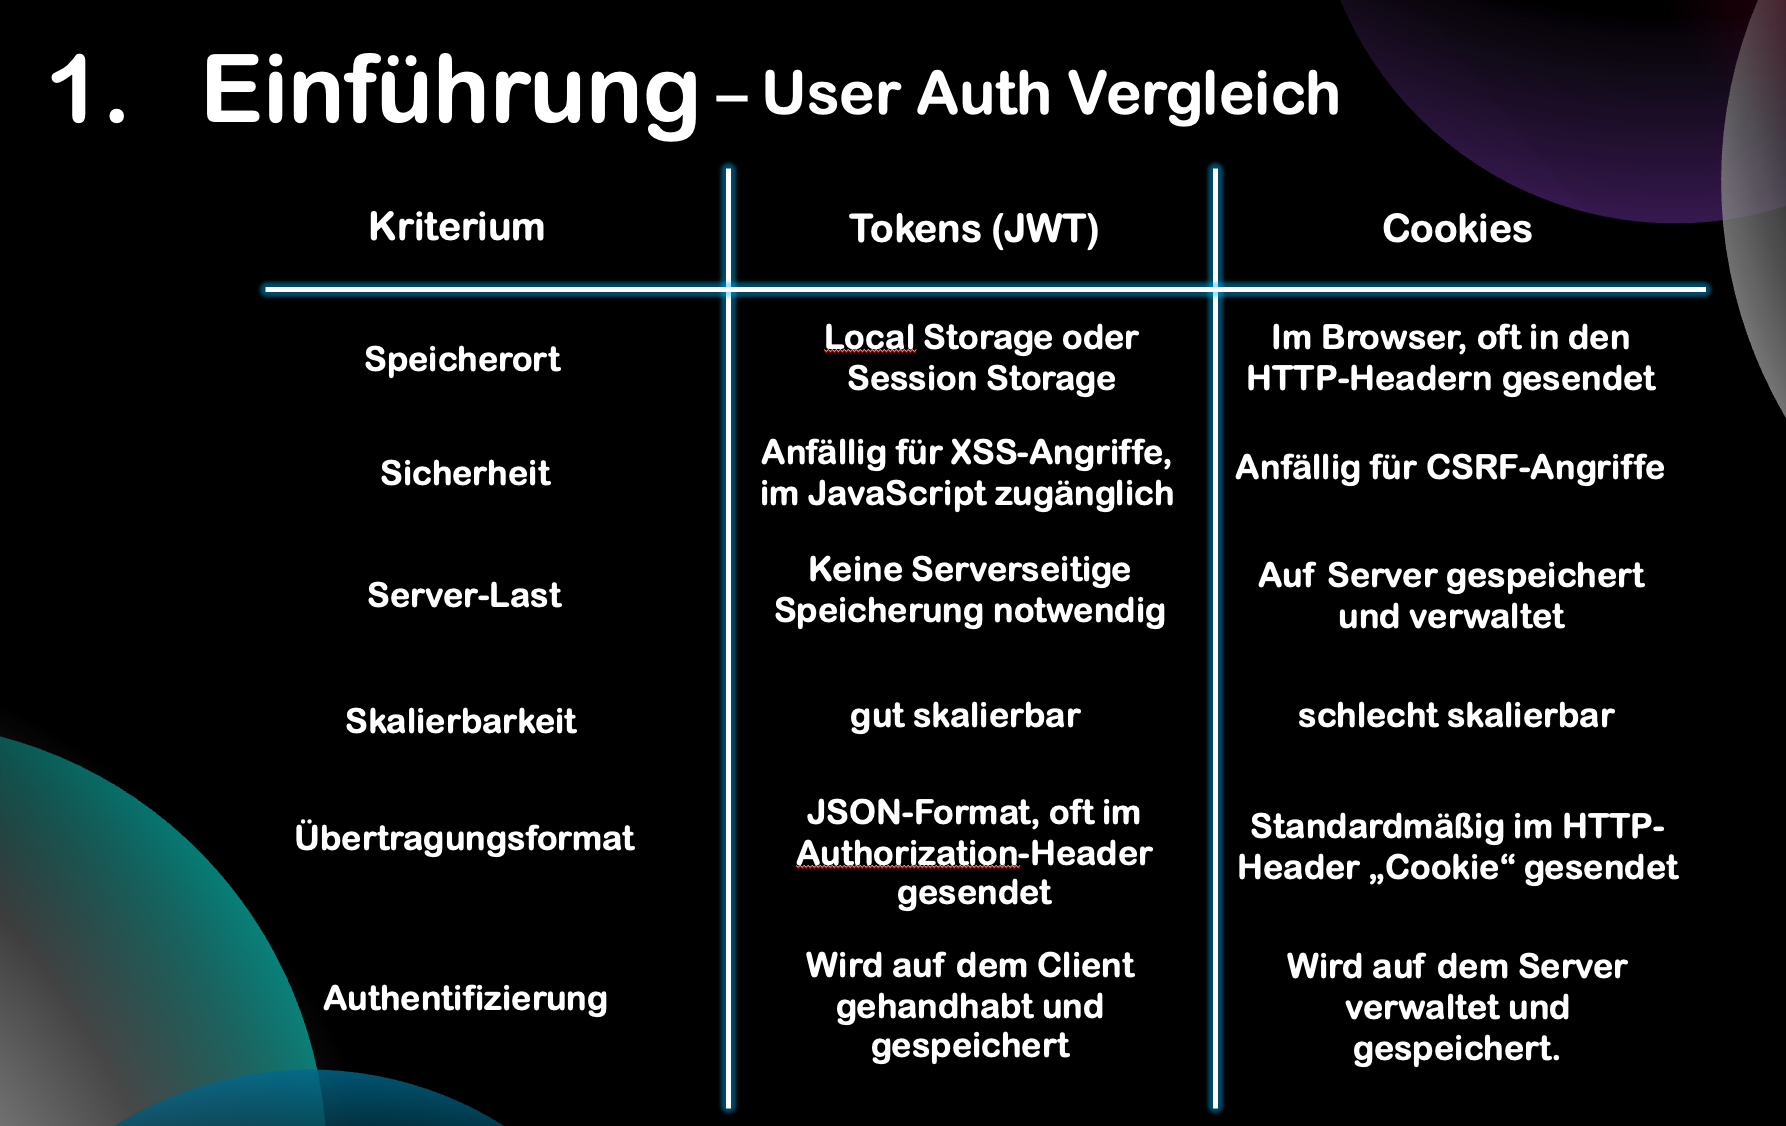 1. Einführung – User Auth Vergleich
Kriterium
Tokens (JWT)
Cookies
Speicherort
Local Storage oder
Session Storage
Im Browser, oft in den
HTTP-Headern gesendet
Sicherheit
Anfällig für XSS-Angriffe,
im JavaScript zugänglich
Anfällig für CSRF-Angriffe
Server-Last
Keine Serverseitige
Speicherung notwendig
Auf Server gespeichert
und verwaltet
Skalierbarkeit
gut skalierbar
schlecht skalierbar
Übertragungsformat
JSON-Format, oft im
Authorization-Header
gesendet
Standardmäßig im HTTP-
Header „Cookie“ gesendet
Authentifizierung
Wird auf dem Client
gehandhabt und
gespeichert
Wird auf dem Server
verwaltet und
gespeichert.